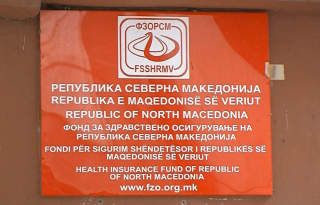 ФЗОРСМ
FSSHRMV
РЕПУБЛИКА СЕВЕРНА МАКЕДОНИЈА
REPUBLIKA E MAQEDONISË SË VERIUT
REPUBLIC OF NORTH MACEDONIA
ФОНД ЗА ЗДРАВСТВЕНО ОСИГУРУВАЊЕ НА
РЕПУБЛИКА СЕВЕРНА МАКЕДОНИЈА
FONDI PËR SIGURIM SHËNDETËSOR I REPUBLIKËS SË
MAQEDONISË SË VERIUT
HEALTH INSURANCE FUND OF REPUBLIC
OF NORTH MACEDONIA
www.fzo.org.mk